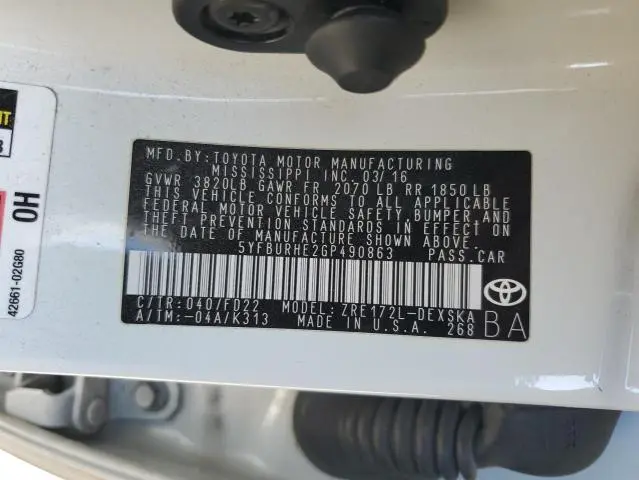 MFD. BY: TOYOTA MOTOR MANUFACTURING
MISSISSIPPI INC. 03/16
GVWR 3820LB GAWR FR 2070 LB RR 1850 LB
THIS VEHICLE CONFORMS TO ALL APPLICABLE
FEDERAL MOTOR VEHICLE SAFETY, BUMPER, AND
THEFT PREVENTION STANDARDS IN EFFECT ON
THE DATE OF MANUFACTURE SHOWN ABOVE.
5YFBURHE2GP490863 PASS.CAR
C/TR: 040/FD22 MODEL: ZRE172L-DEXSKA
A/TM: -04A/K313 MADE IN U.S.A. 268
BA
0H
42661-02G80